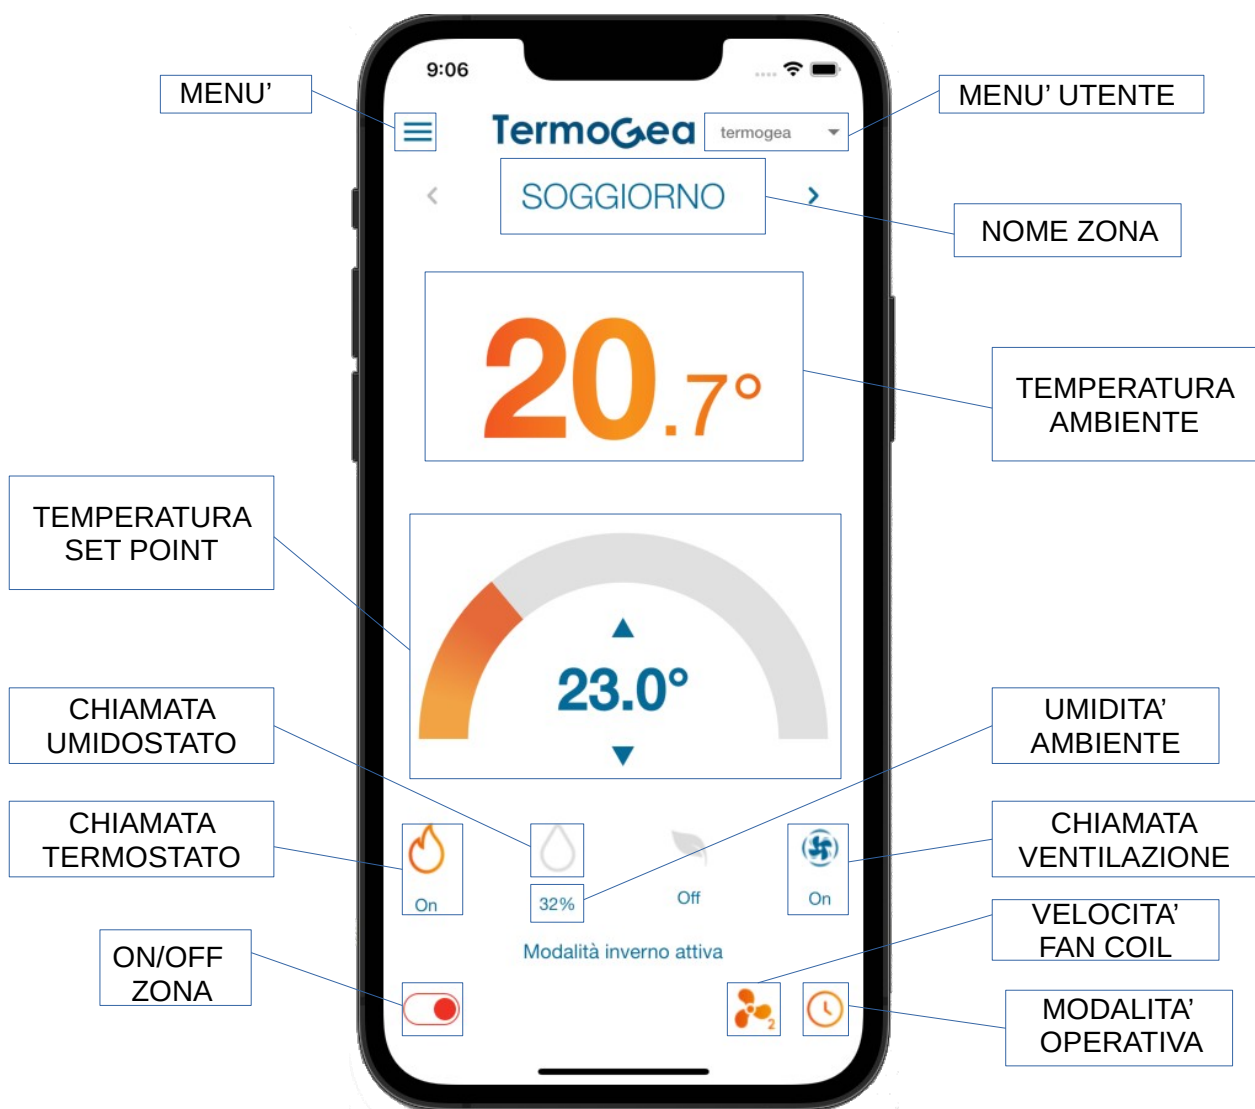 9:06
MENU’
MENU’ UTENTE
TermoGea
termogea
SOGGIORNO
NOME ZONA
20.7°
TEMPERATURA
AMBIENTE
TEMPERATURA
SET POINT
23.0°
CHIAMATA
UMIDOSTATO
UMIDITA’
AMBIENTE
CHIAMATA
TERMOSTATO
CHIAMATA
VENTILAZIONE
On
32%
Off
On
VELOCITA’
FAN COIL
Modalità inverno attiva
ON/OFF
ZONA
2
MODALITA’
OPERATIVA